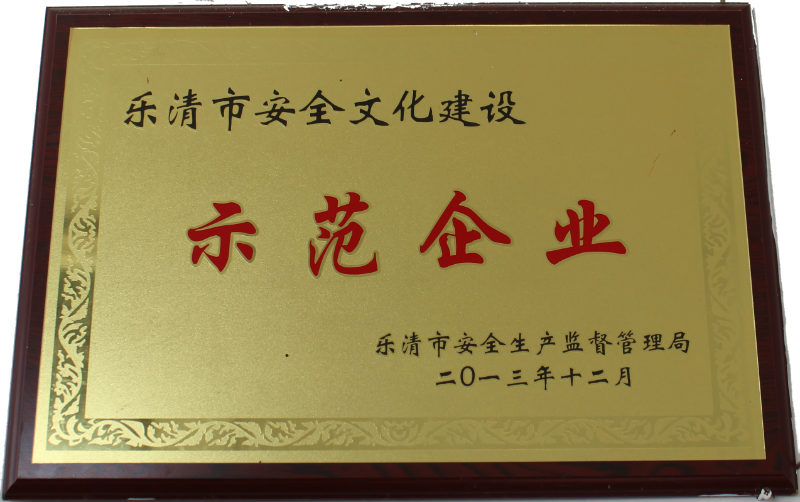 乐清市安全文化建设
示范企业
乐清市安全生产监督管理局
二〇一三年十二月